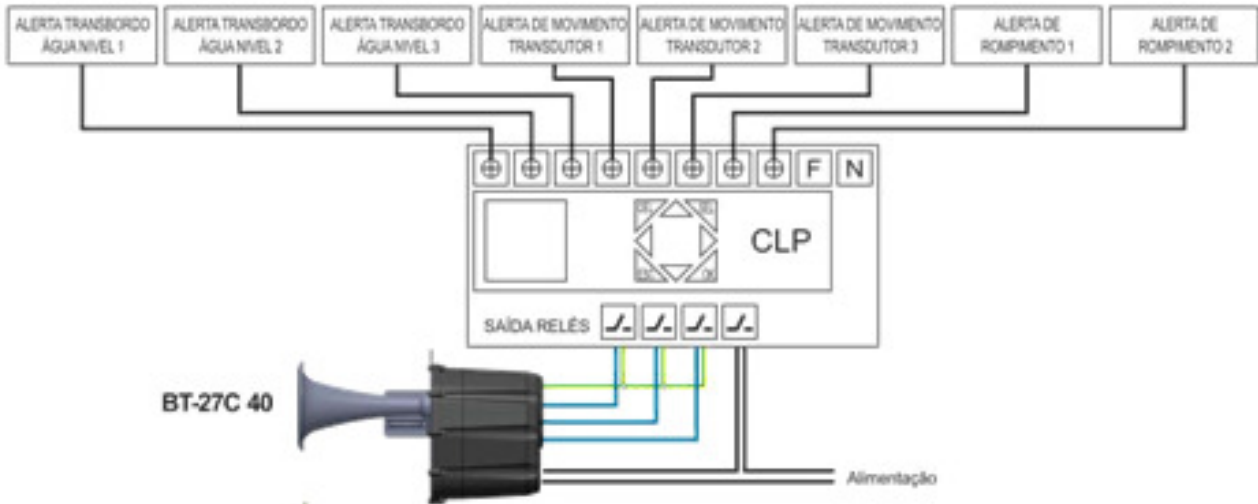 ALERTA TRANSBORDO
ÁGUA NIVEL 1
ALERTA TRANSBORDO
ÁGUA NIVEL 2
ALERTA TRANSBORDO
ÁGUA NIVEL 3
ALERTA DE MOVIMENTO
TRANSDUTOR 1
ALERTA DE MOVIMENTO
TRANSDUTOR 2
ALERTA DE MOVIMENTO
TRANSDUTOR 3
ALERTA DE
ROMPIMENTO 1
ALERTA DE
ROMPIMENTO 2
F
N
CLP
ESC
OK
SAÍDA RELÉS
BT-27C 40
Alimentação